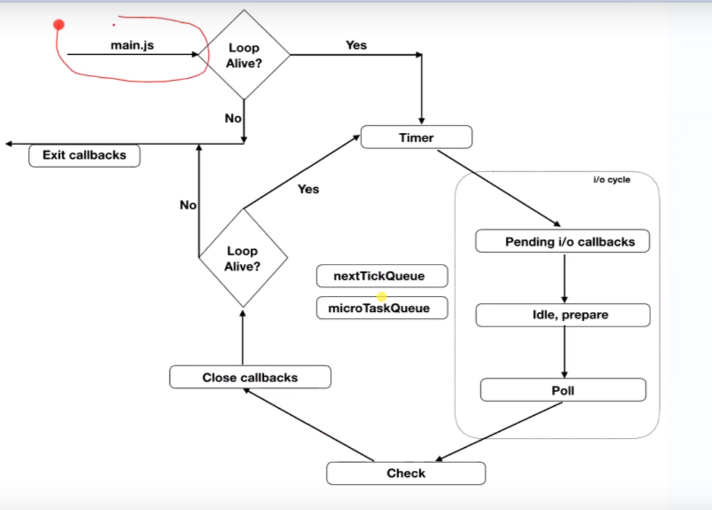 main.js
Loop
Alive?
Yes
No
Timer
Exit callbacks
i/o cycle
Yes
No
Pending i/o callbacks
Loop
Alive?
nextTickQueue
microTaskQueue
Idle, prepare
Close callbacks
Poll
Check